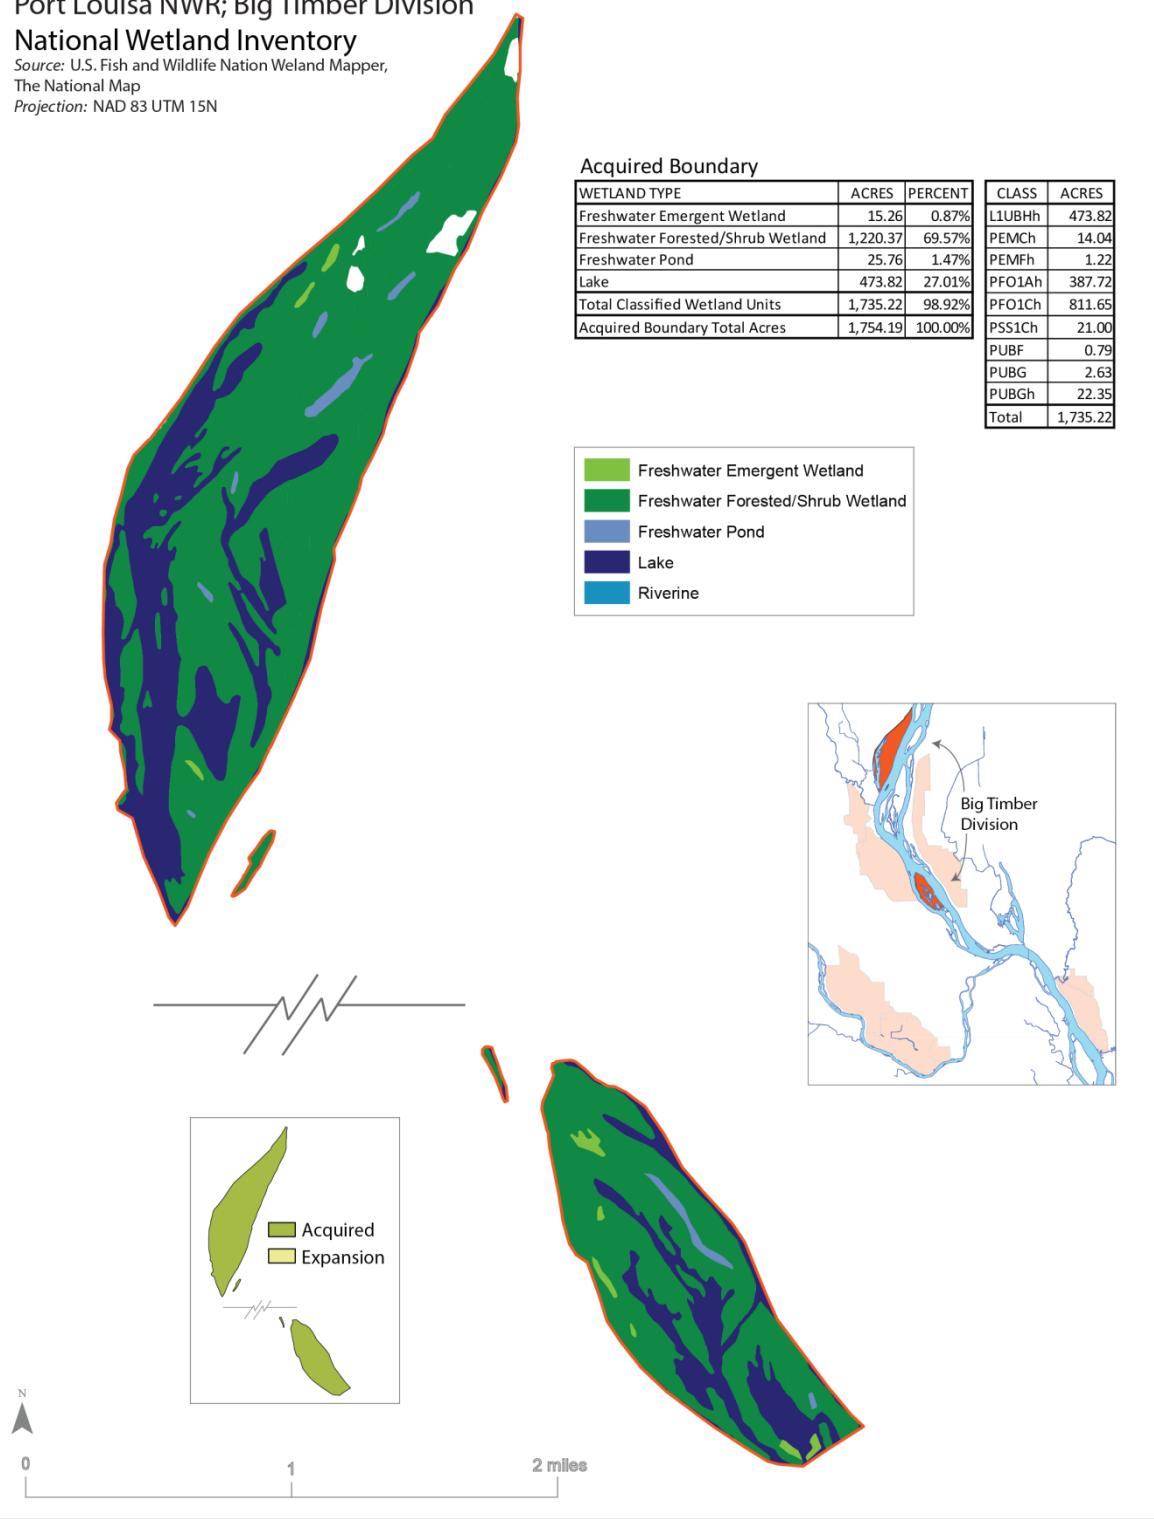 Port Louisa NWR; Big Timber Division
National Wetland Inventory
Source: U.S. Fish and Wildlife Nation Weland Mapper,
The National Map
Projection: NAD 83 UTM 15N
Acquired Boundary
WETLAND TYPE ACRES PERCENT
Freshwater Emergent Wetland 15.26 0.87%
Freshwater Forested/Shrub Wetland 1,220.37 69.57%
Freshwater Pond 25.76 1.47%
Lake 473.82 27.01%
Total Classified Wetland Units 1,735.22 98.92%
Acquired Boundary Total Acres 1,754.19 100.00%
CLASS ACRES
L1UBHh 473.82
PEMCh 14.04
PEMFh 1.22
PFO1Ah 387.72
PFO1Ch 811.65
PSS1Ch 21.00
PUBF 0.79
PUBG 2.63
PUBGh 22.35
Total 1,735.22
Freshwater Emergent Wetland
Freshwater Forested/Shrub Wetland
Freshwater Pond
Lake
Riverine
Big Timber
Division
Acquired
Expansion
N
0 1 2 miles